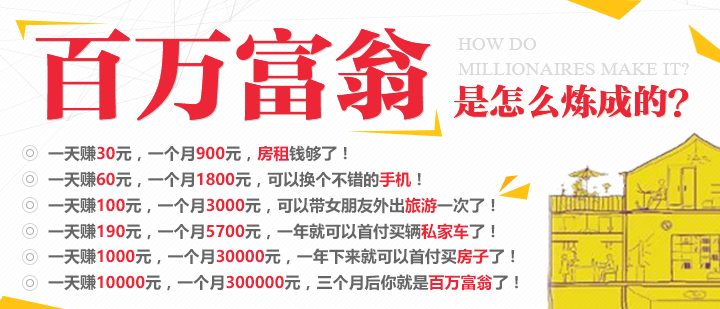 百万富翁
HOW DO
MILLIONAIRES MAKE IT?
是怎么炼成的?
一天赚30元，一个月900元，房租钱够了！
一天赚60元，一个月1800元，可以换个不错的手机！
一天赚100元，一个月3000元，可以带女朋友外出旅游一次了！
一天赚190元，一个月5700元，一年就可以首付买辆私家车了！
一天赚1000元，一个月30000元，一年下来就可以首付买房子了！
一天赚10000元，一个月300000元，三个月后你就是百万富翁了！